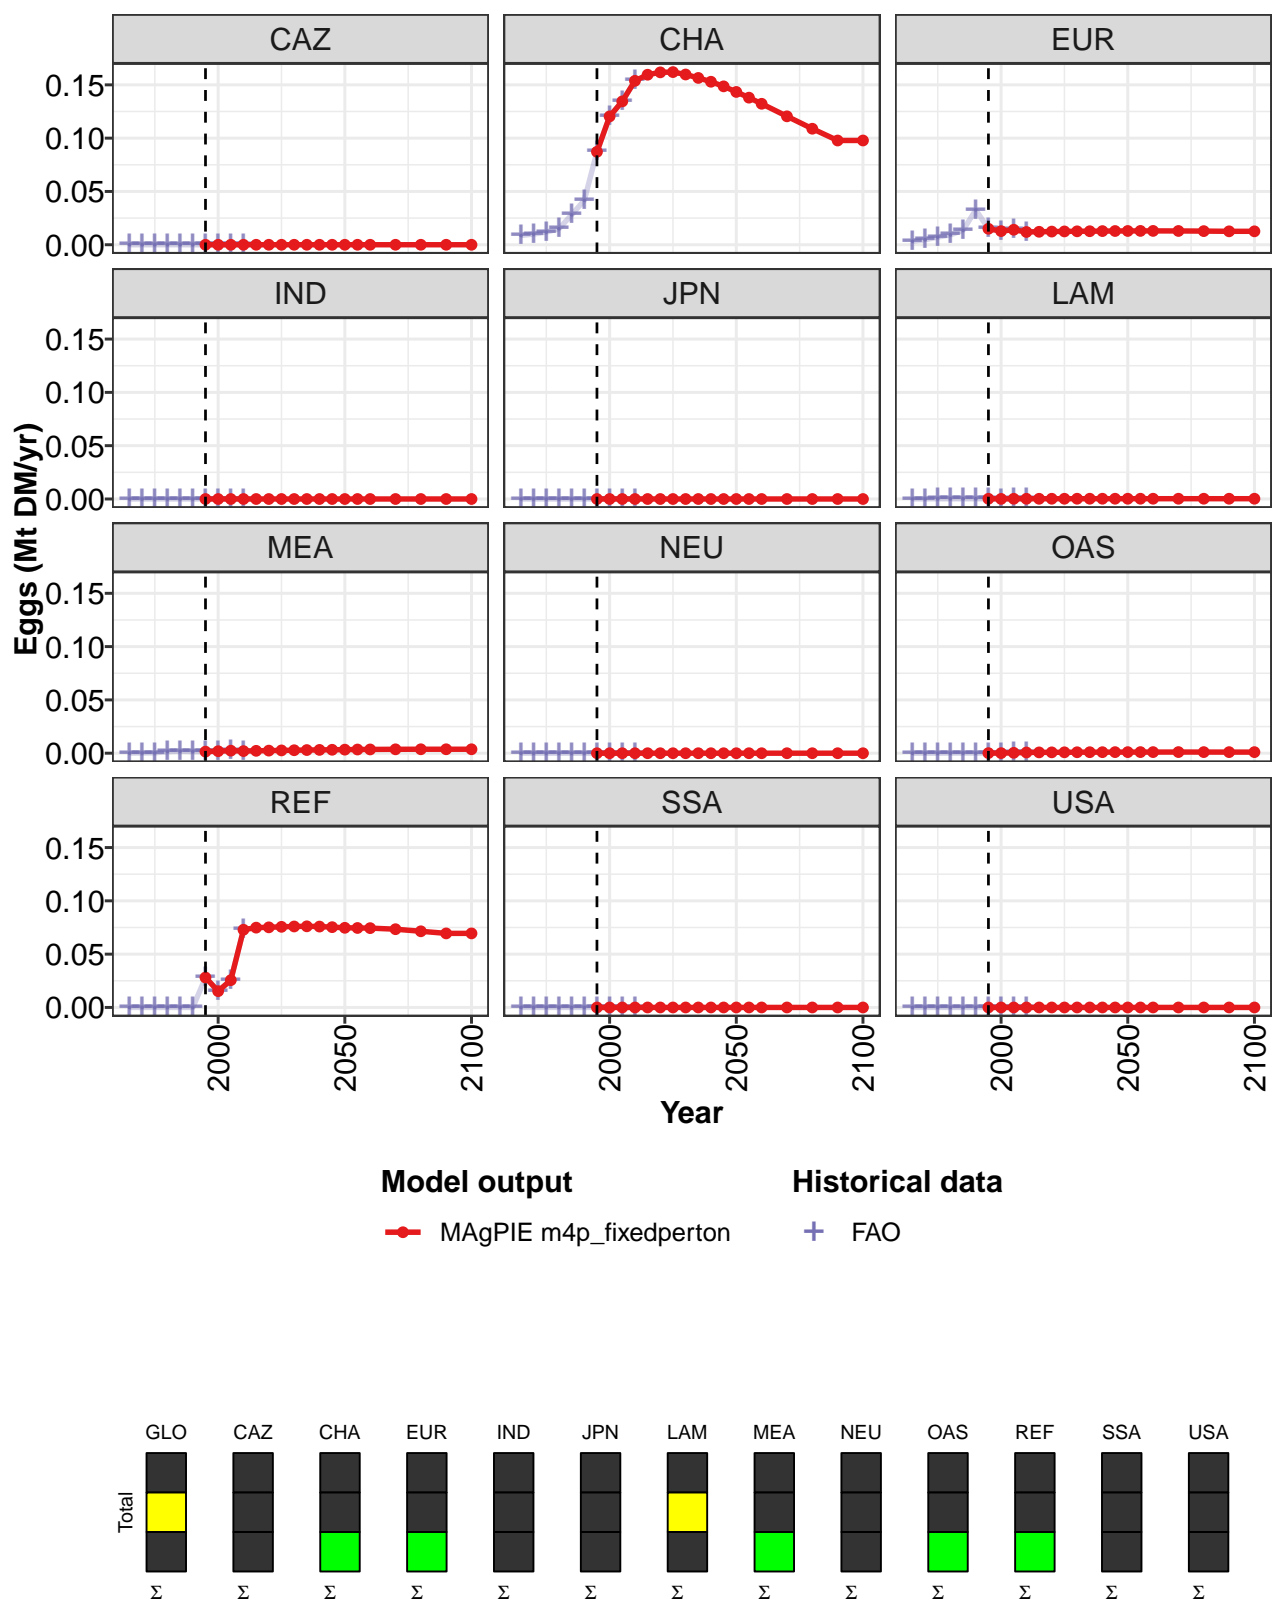 CAZ CHA EUR
0.15
0.10
0.05
0.00
IND JPN LAM
0.15
0.10
0.05
0.00
MEA NEU OAS
0.15
0.10
0.05
0.00
REF SSA USA
0.15
0.10
0.05
0.00
Eggs (Mt DM/yr)
2000 2050 2100 2000 2050 2100 2000 2050 2100
Year
Model output Historical data
MAgPIE m4p_fixedperton FAO
GLO CAZ CHA EUR IND JPN LAM MEA NEU OAS REF SSA USA
Total
Σ Σ Σ Σ Σ Σ Σ Σ Σ Σ Σ Σ Σ